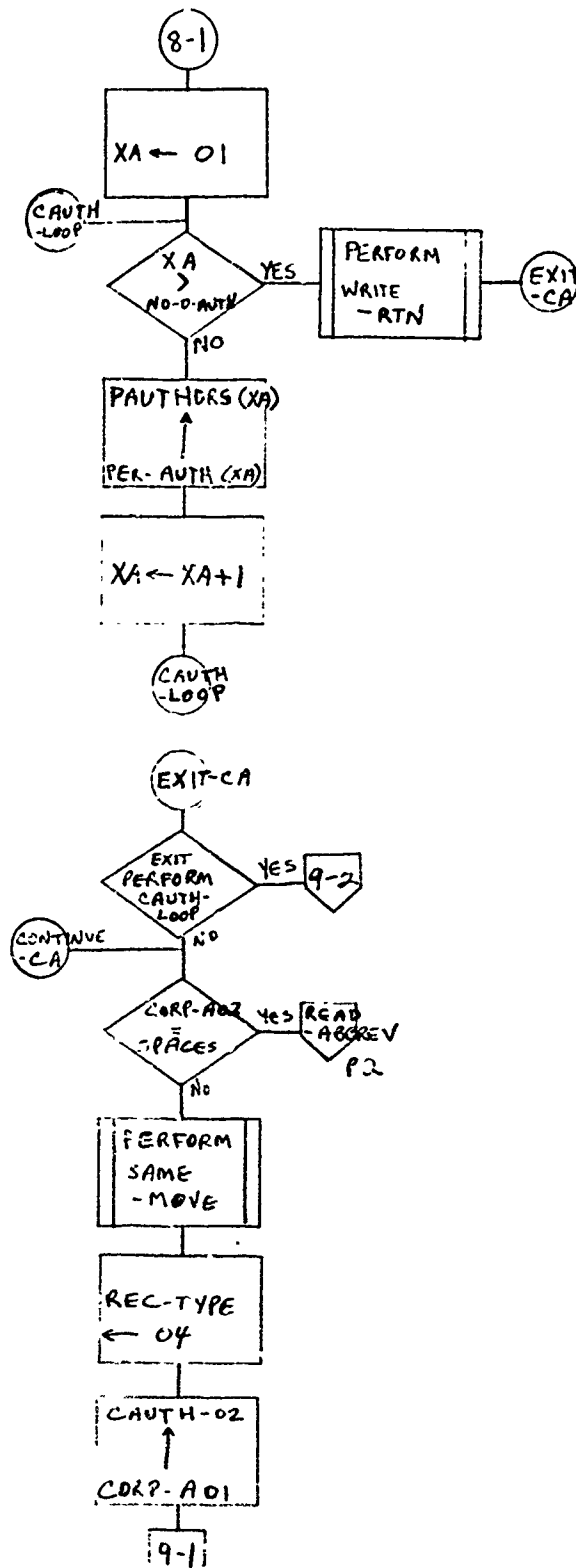 8-1
XA ← 01
CAUTH
-LOOP
XA
>
NO-O-AUTH
YES
PERFORM
WRITE
-RTN
EXIT
-CA
NO
PAUTHORS (XA)
PER-AUTH (XA)
XA ← XA+1
CAUTH
-LOOP
EXIT-CA
EXIT
PERFORM
CAUTH-
LOOP
YES
9-2
NO
CONTINUE
-CA
CORP-A02
=
SPACES
YES
READ
-ABBREV
P2
NO
PERFORM
SAME
-MOVE
REC-TYPE
← 04
CAUTH-02
CORP-A01
9-1